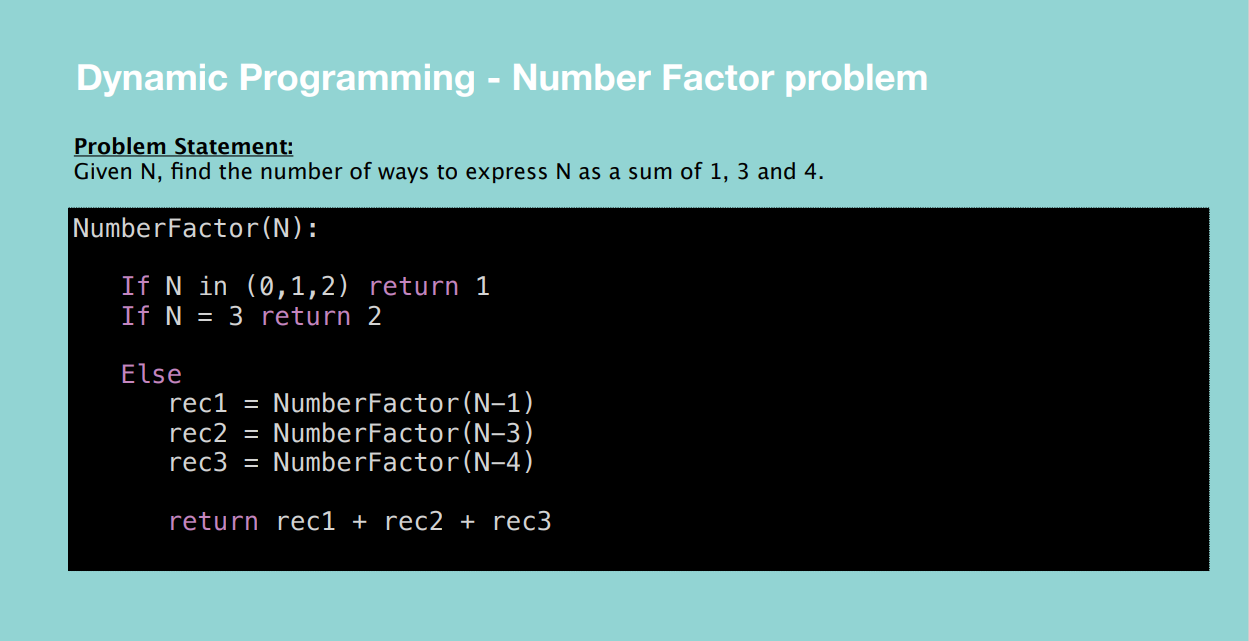 Dynamic Programming - Number Factor problem
Problem Statement:
Given N, find the number of ways to express N as a sum of 1, 3 and 4.
NumberFactor(N):
If N in (0,1,2) return 1
If N = 3 return 2
Else
rec1 = NumberFactor(N-1)
rec2 = NumberFactor(N-3)
rec3 = NumberFactor(N-4)
return rec1 + rec2 + rec3